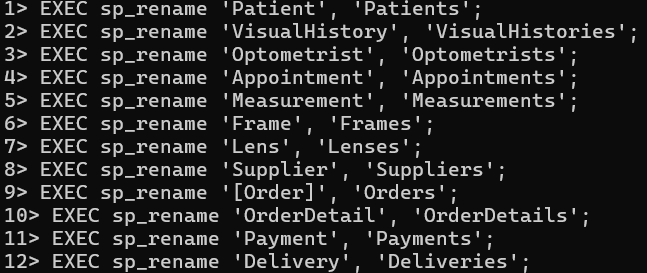 1> EXEC sp_rename 'Patient', 'Patients';
2> EXEC sp_rename 'VisualHistory', 'VisualHistories';
3> EXEC sp_rename 'Optometrist', 'Optometrists';
4> EXEC sp_rename 'Appointment', 'Appointments';
5> EXEC sp_rename 'Measurement', 'Measurements';
6> EXEC sp_rename 'Frame', 'Frames';
7> EXEC sp_rename 'Lens', 'Lenses';
8> EXEC sp_rename 'Supplier', 'Suppliers';
9> EXEC sp_rename '[Order]', 'Orders';
10> EXEC sp_rename 'OrderDetail', 'OrderDetails';
11> EXEC sp_rename 'Payment', 'Payments';
12> EXEC sp_rename 'Delivery', 'Deliveries';